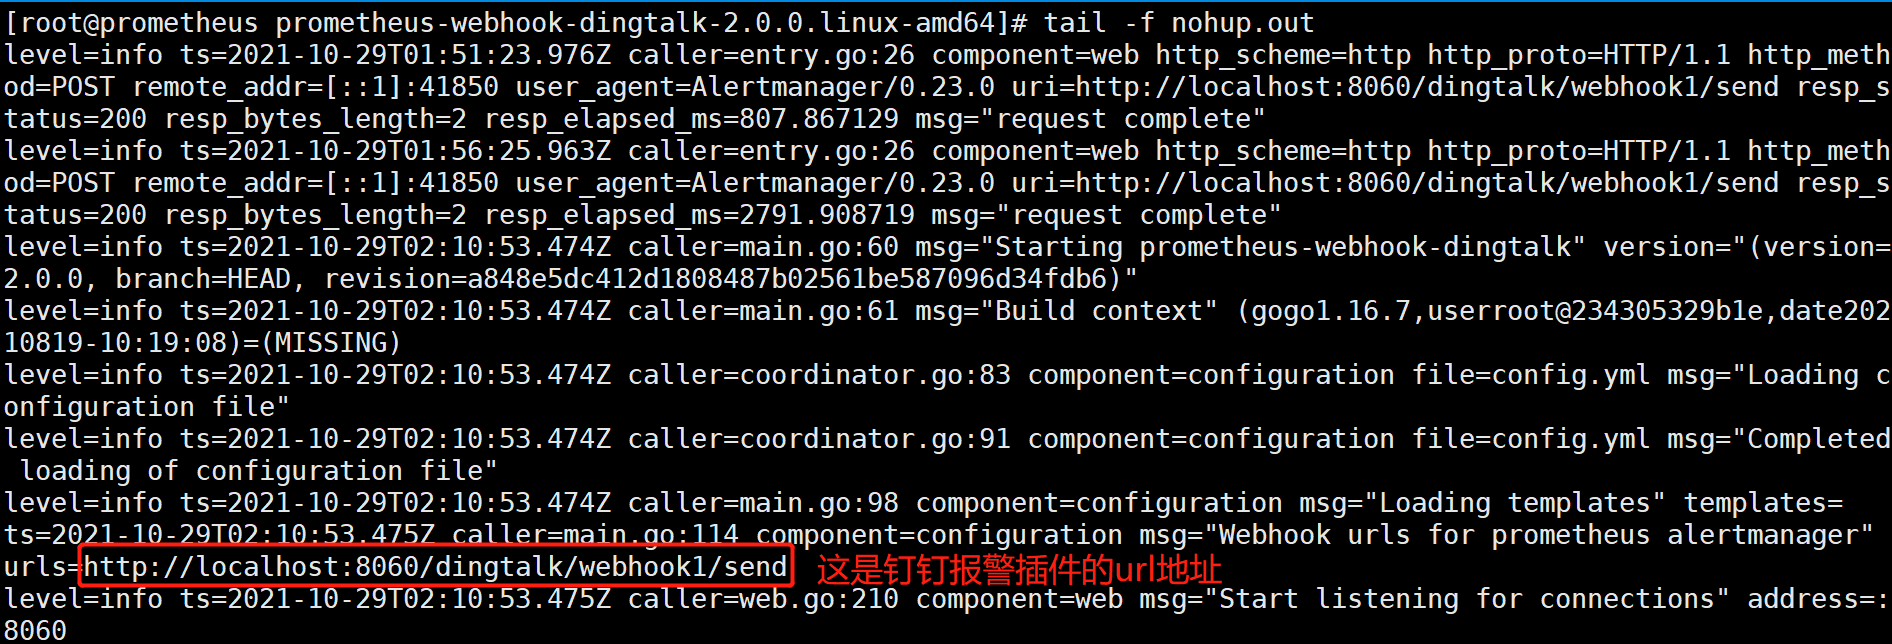 [root@prometheus prometheus-webhook-dingtalk-2.0.0.linux-amd64]# tail -f nohup.out
level=info ts=2021-10-29T01:51:23.976Z caller=entry.go:26 component=web http_scheme=http http_proto=HTTP/1.1 http_meth
od=POST remote_addr=[::1]:41850 user_agent=Alertmanager/0.23.0 uri=http://localhost:8060/dingtalk/webhook1/send resp_s
tatus=200 resp_bytes_length=2 resp_elapsed_ms=807.867129 msg="request complete"
level=info ts=2021-10-29T01:56:25.963Z caller=entry.go:26 component=web http_scheme=http http_proto=HTTP/1.1 http_meth
od=POST remote_addr=[::1]:41850 user_agent=Alertmanager/0.23.0 uri=http://localhost:8060/dingtalk/webhook1/send resp_s
tatus=200 resp_bytes_length=2 resp_elapsed_ms=2791.908719 msg="request complete"
level=info ts=2021-10-29T02:10:53.474Z caller=main.go:60 msg="Starting prometheus-webhook-dingtalk" version="(version=
2.0.0, branch=HEAD, revision=a848e5dc412d1808487b02561be587096d34fdb6)"
level=info ts=2021-10-29T02:10:53.474Z caller=main.go:61 msg="Build context" (gogo1.16.7,userroot@234305329b1e,date202
10819-10:19:08)=(MISSING)
level=info ts=2021-10-29T02:10:53.474Z caller=coordinator.go:83 component=configuration file=config.yml msg="Loading c
onfiguration file"
level=info ts=2021-10-29T02:10:53.474Z caller=coordinator.go:91 component=configuration file=config.yml msg="Completed
 loading of configuration file"
level=info ts=2021-10-29T02:10:53.474Z caller=main.go:98 component=configuration msg="Loading templates" templates=
ts=2021-10-29T02:10:53.475Z caller=main.go:114 component=configuration msg="Webhook urls for prometheus alertmanager"
urls=http://localhost:8060/dingtalk/webhook1/send 这是钉钉报警插件的url地址
level=info ts=2021-10-29T02:10:53.475Z caller=web.go:210 component=web msg="Start listening for connections" address=:
8060